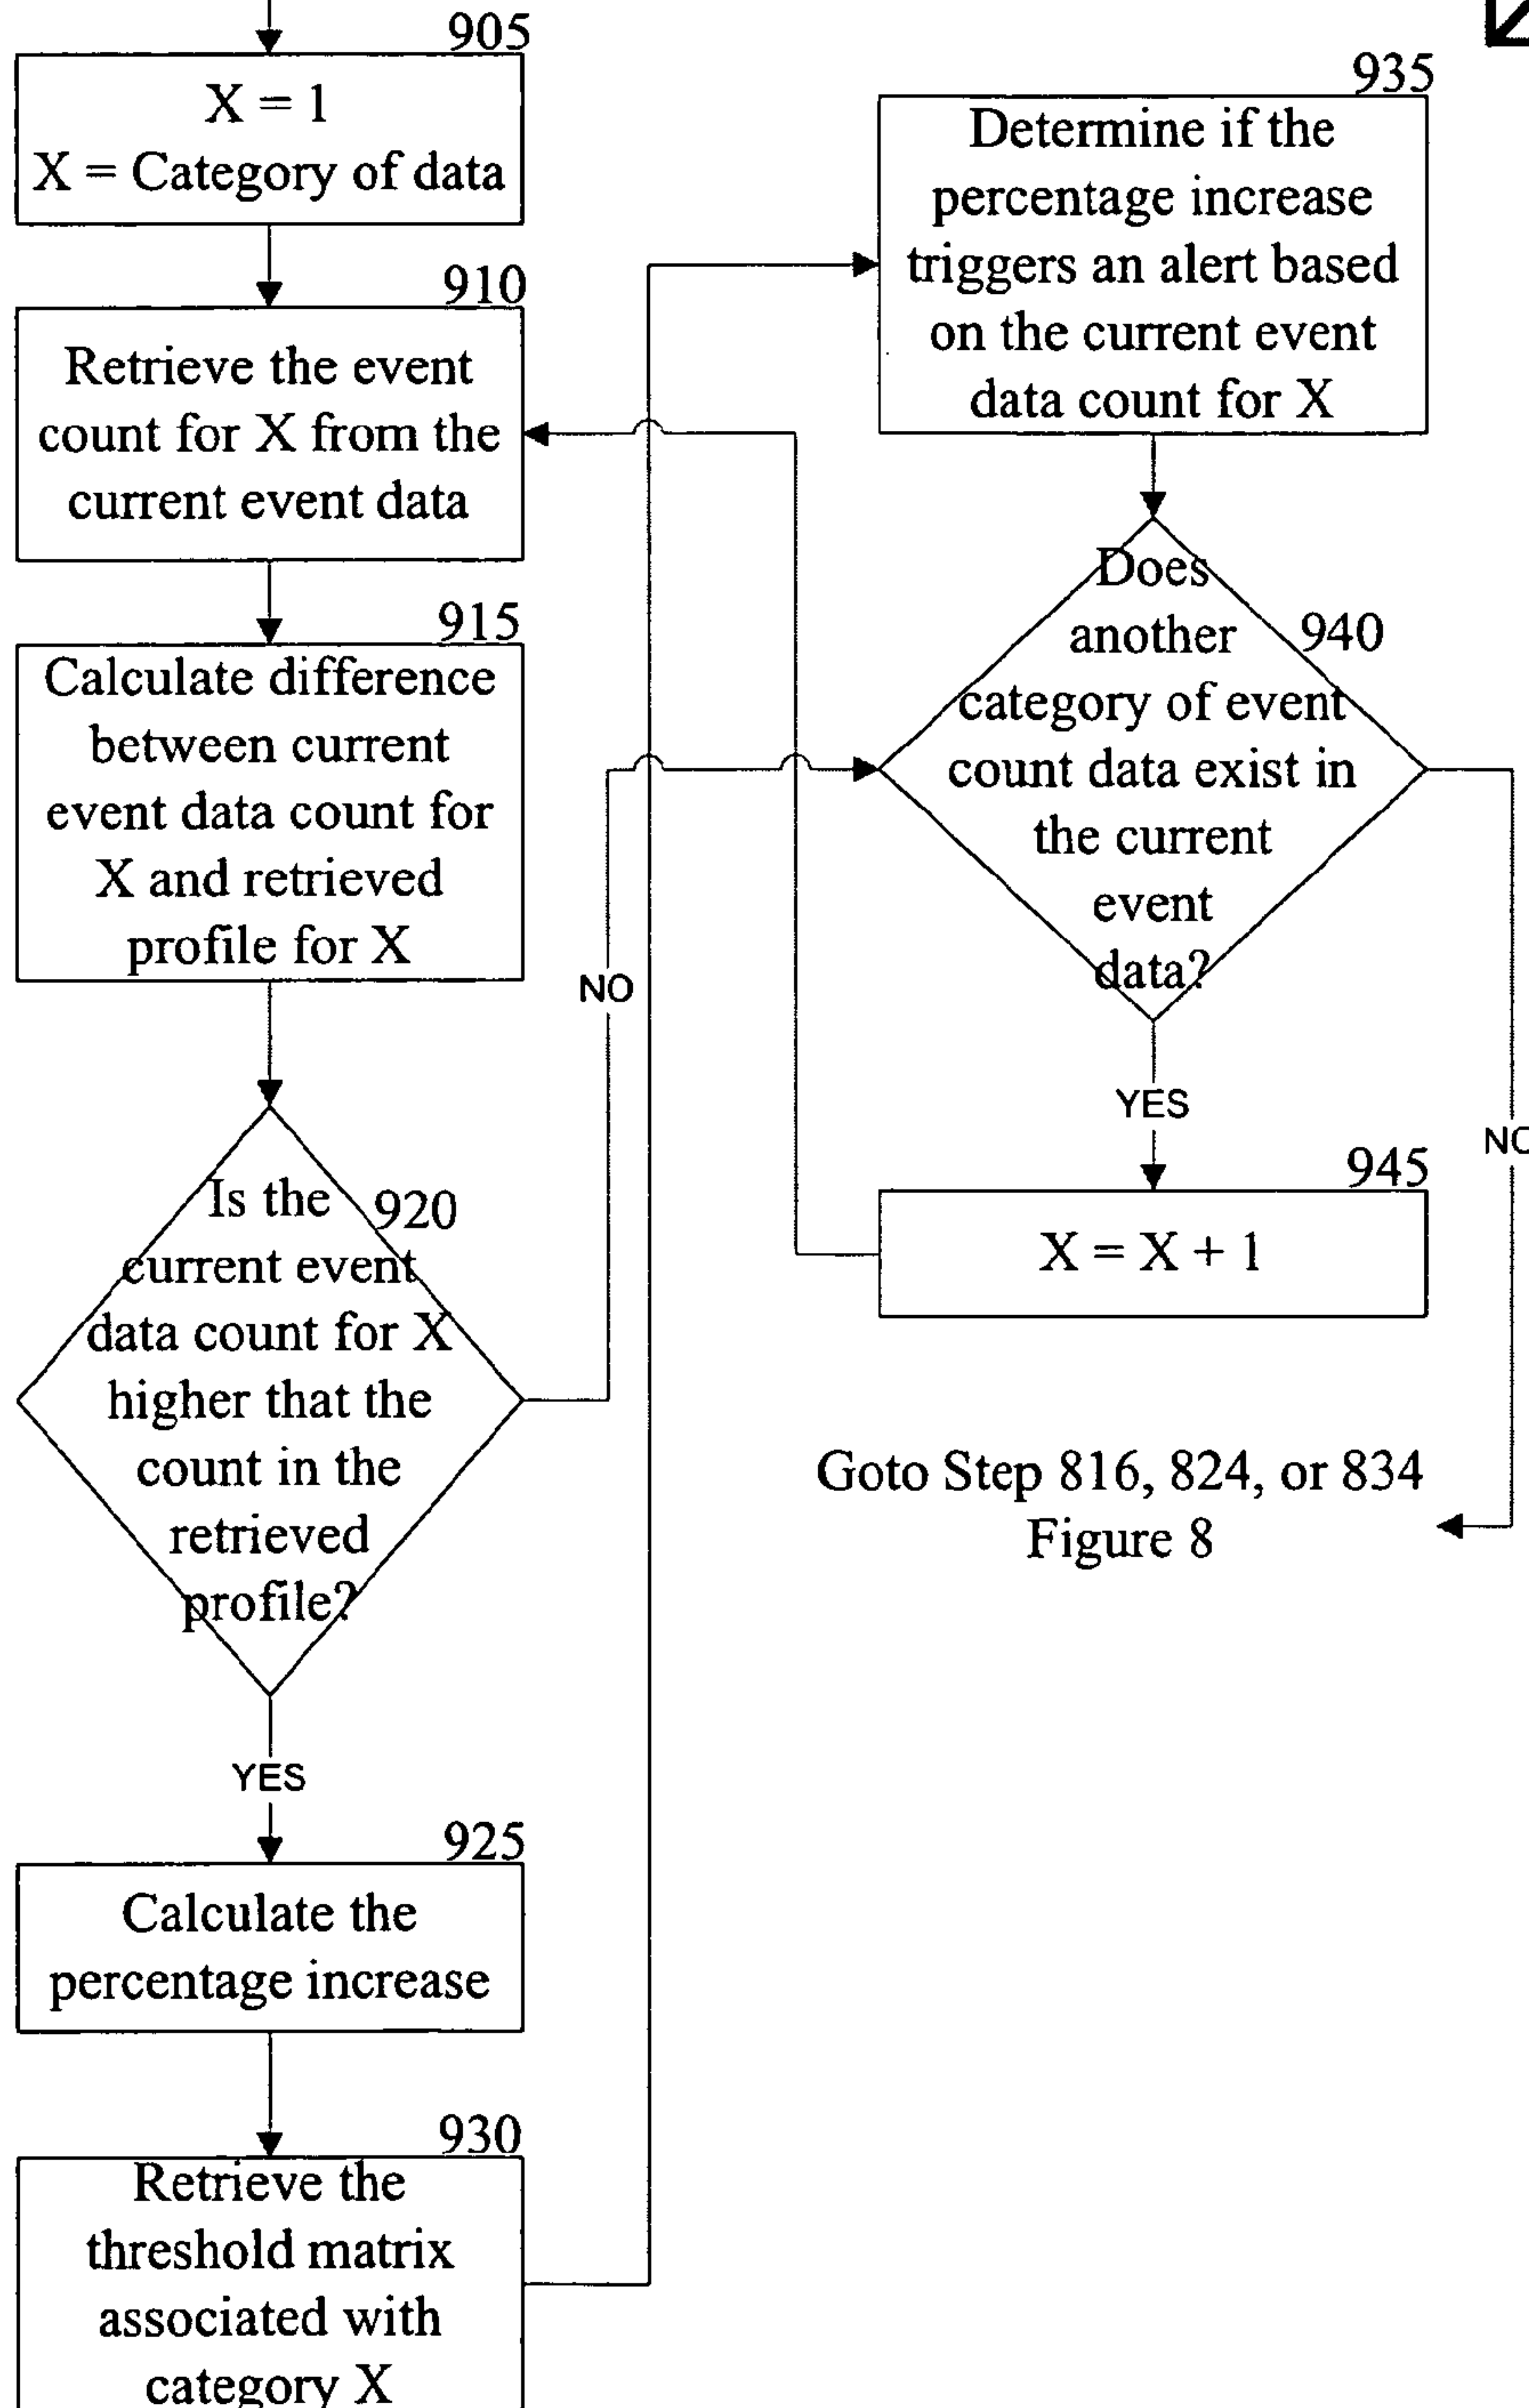 905
X = 1
X = Category of data
910
Retrieve the event
count for X from the
current event data
915
Calculate difference
between current
event data count for
X and retrieved
profile for X
920
Is the
current event
data count for X
higher that the
count in the
retrieved
profile?
NO
YES
925
Calculate the
percentage increase
930
Retrieve the
threshold matrix
associated with
category X
935
Determine if the
percentage increase
triggers an alert based
on the current event
data count for X
940
Does
another
category of event
count data exist in
the current
event
data?
YES
NO
945
X = X + 1
Goto Step 816, 824, or 834
Figure 8